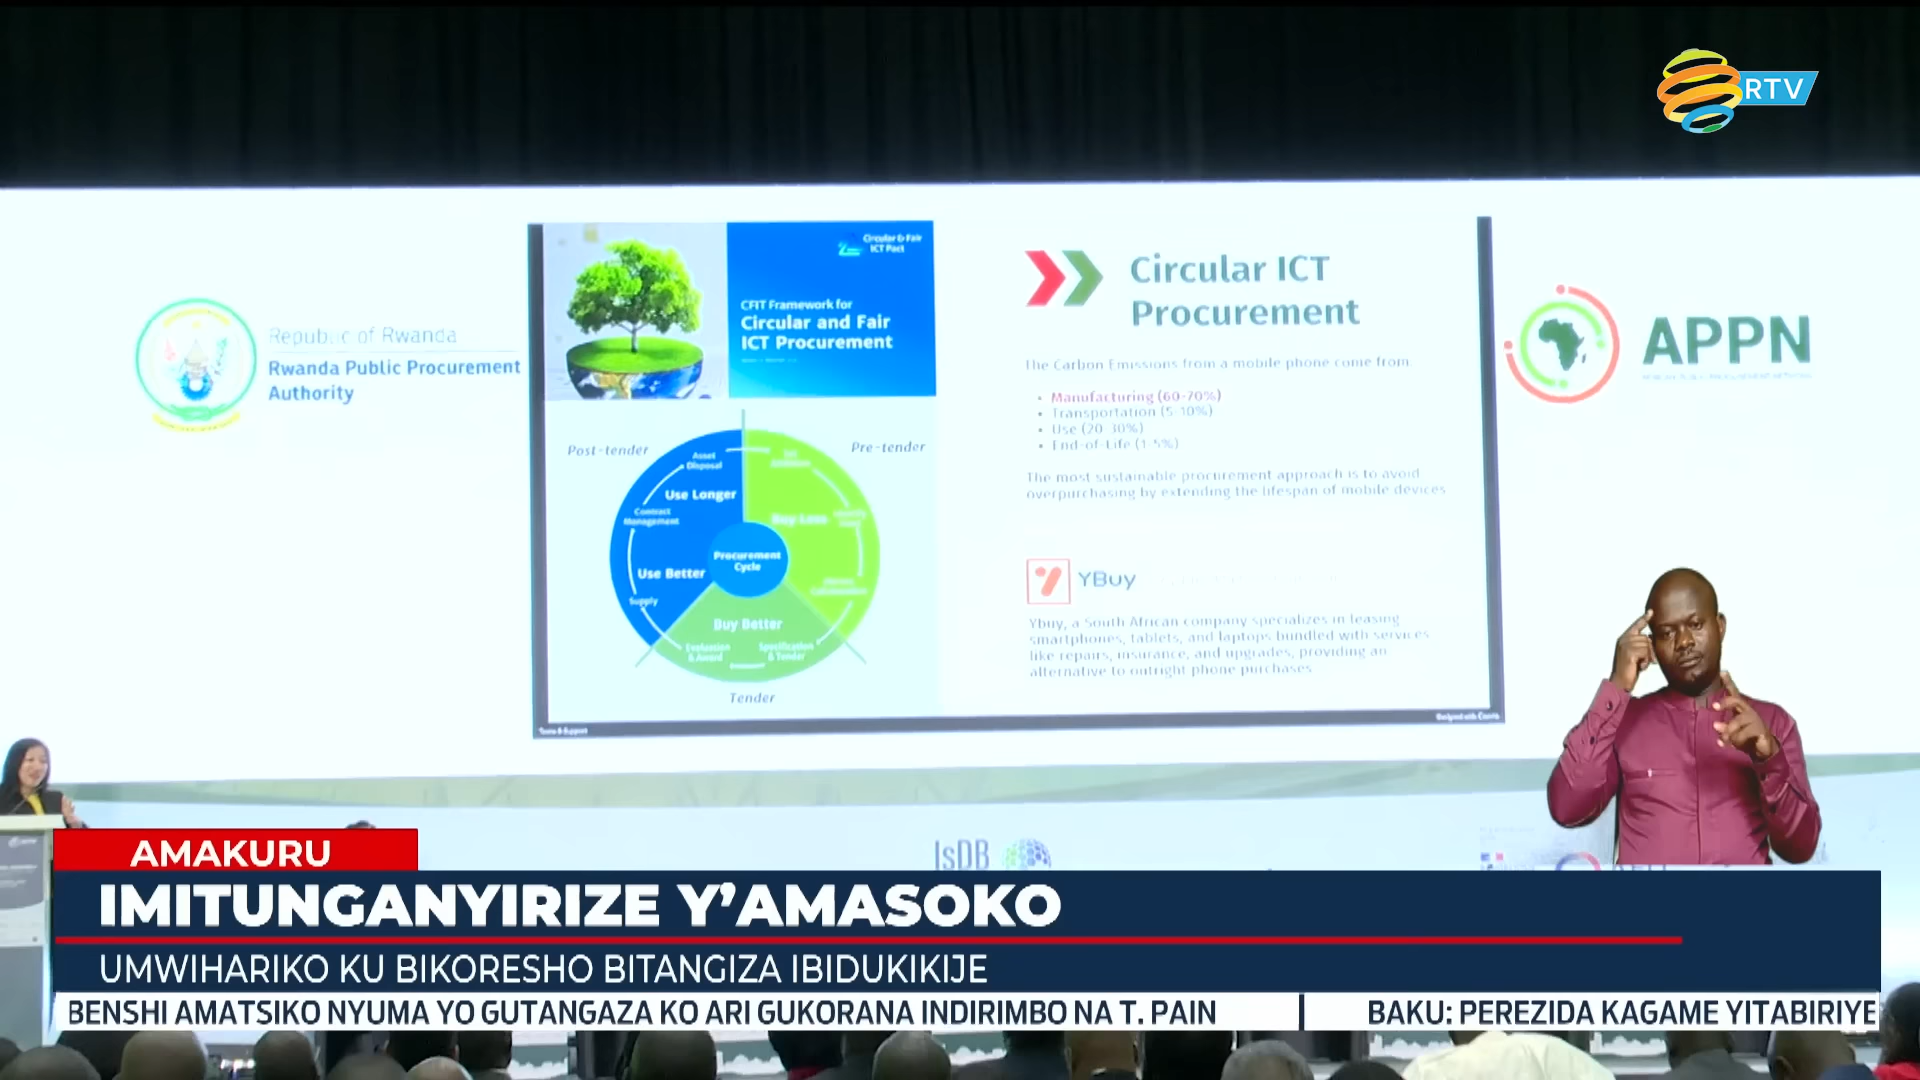 RTV
Republic of Rwanda
Rwanda Public Procurement
Authority
Circular & Fair
ICT Pact
CFIT Framework for
Circular and Fair
ICT Procurement
Post-tender
Pre-tender
Asset
Disposal
Use Longer
Contract
Management
Use Better
Supply
Procurement
Cycle
Buy Less
Buy Better
Evaluation
& Award
Specification
& Tender
Tender
Circular ICT
Procurement
The Carbon Emissions from a mobile phone come from:
• Manufacturing (60-70%)
• Transportation (5-10%)
• Use (20-30%)
• End-of-Life (1-5%)
The most sustainable procurement approach is to avoid
overpurchasing by extending the lifespan of mobile devices
YBuy
Ybuy, a South African company specializes in leasing
smartphones, tablets, and laptops bundled with services
like repairs, insurance, and upgrades, providing an
alternative to outright phone purchases
APPN
IsDB
AMAKURU
IMITUNGANYIRIZE Y'AMASOKO
UMWIHARIKO KU BIKORESHO BITANGIZA IBIDUKIKIJE
BENSHI AMATSIKO NYUMA YO GUTANGAZA KO ARI GUKORANA INDIRIMBO NA T. PAIN | BAKU: PEREZIDA KAGAME YITABIRIYE